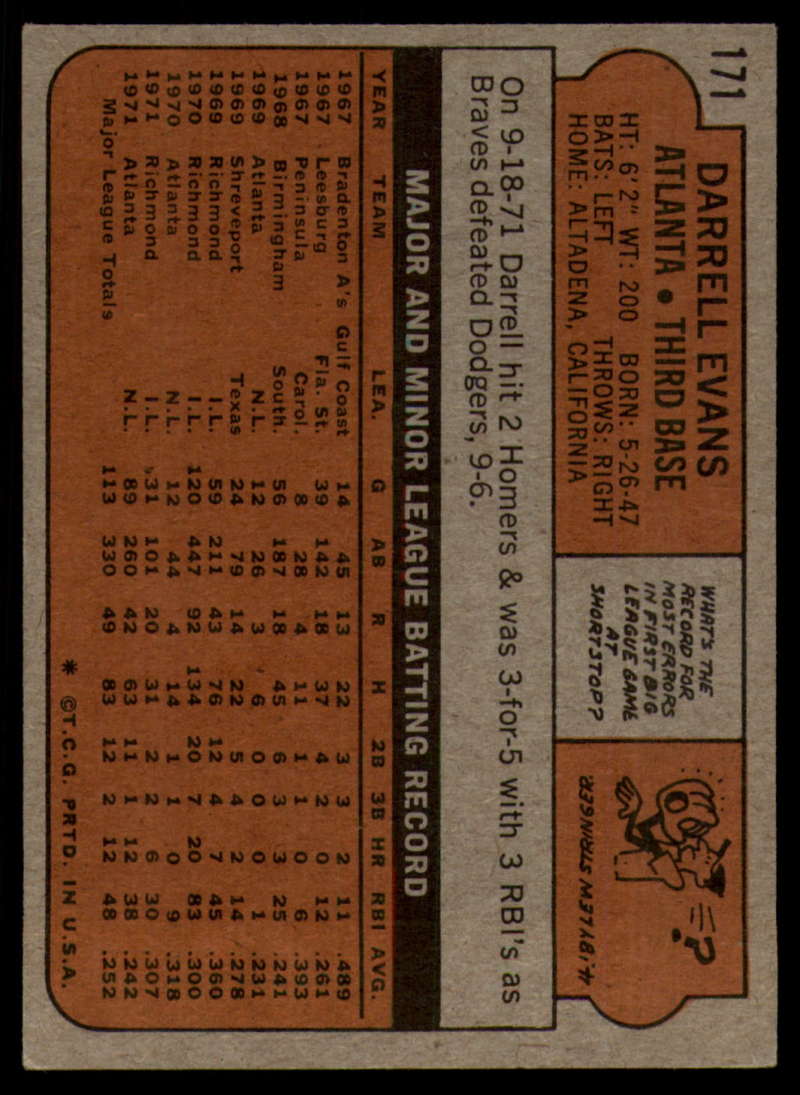 171
DARRELL EVANS
ATLANTA • THIRD BASE
HT: 6'2" WT: 200 BORN: 5-26-47
BATS: LEFT THROWS: RIGHT
HOME: ALTADENA, CALIFORNIA
WHAT'S THE
RECORD FOR
MOST ERRORS
IN FIRST BIG
LEAGUE GAME
AT
SHORTSTOP?
4, BY LEW STRINGER.
On 9-18-71 Darrell hit 2 Homers & was 3-for-5 with 3 RBI's as
Braves defeated Dodgers, 9-6.
MAJOR AND MINOR LEAGUE BATTING RECORD
YEAR TEAM LEA. G AB R H 2B 3B HR RBI AVG.
1967 Bradenton A's Gulf Coast 14 45 13 22 3 3 2 11 .489
1967 Leesburg Fla. St. 39 142 18 37 4 2 0 12 .261
1967 Peninsula Carol. 8 28 4 11 1 1 0 6 .393
1968 Birmingham South. 56 187 18 45 6 3 3 25 .241
1969 Atlanta N.L. 12 26 3 6 0 0 0 1 .231
1969 Shreveport Texas 24 79 14 22 5 4 2 14 .278
1969 Richmond I.L. 59 211 43 76 12 4 7 45 .360
1970 Richmond I.L. 120 447 92 134 20 7 20 83 .300
1970 Atlanta N.L. 12 44 4 14 1 1 0 9 .318
1971 Richmond I.L. 31 101 20 31 2 2 6 30 .307
1971 Atlanta N.L. 89 260 42 63 11 1 12 38 .242
Major League Totals 113 330 49 83 12 2 12 48 .252
* ©T.C.G. PRTD. IN U.S.A.